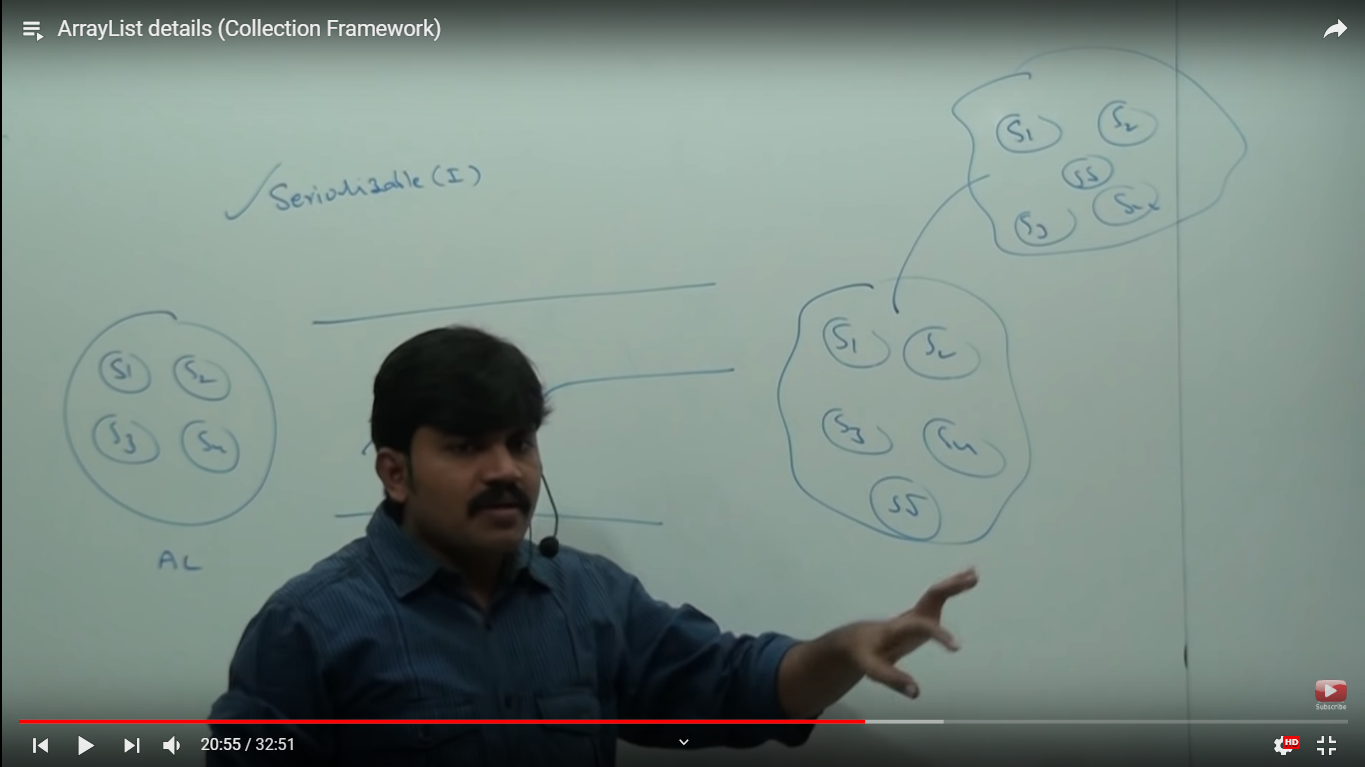 ArrayList details (Collection Framework)
Serializable (I)
S1 S2
S5
S3
S1 S2
S3 S4
S5
S1 S2
S3 S4
AL
Subscribe
20:55 / 32:51
HD